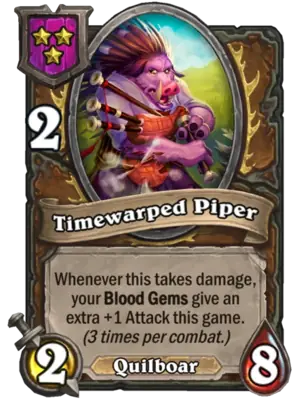 2
Timewarped Piper
Whenever this takes damage,
your Blood Gems give an
extra +1 Attack this game.
(3 times per combat.)
2
Quilboar
8